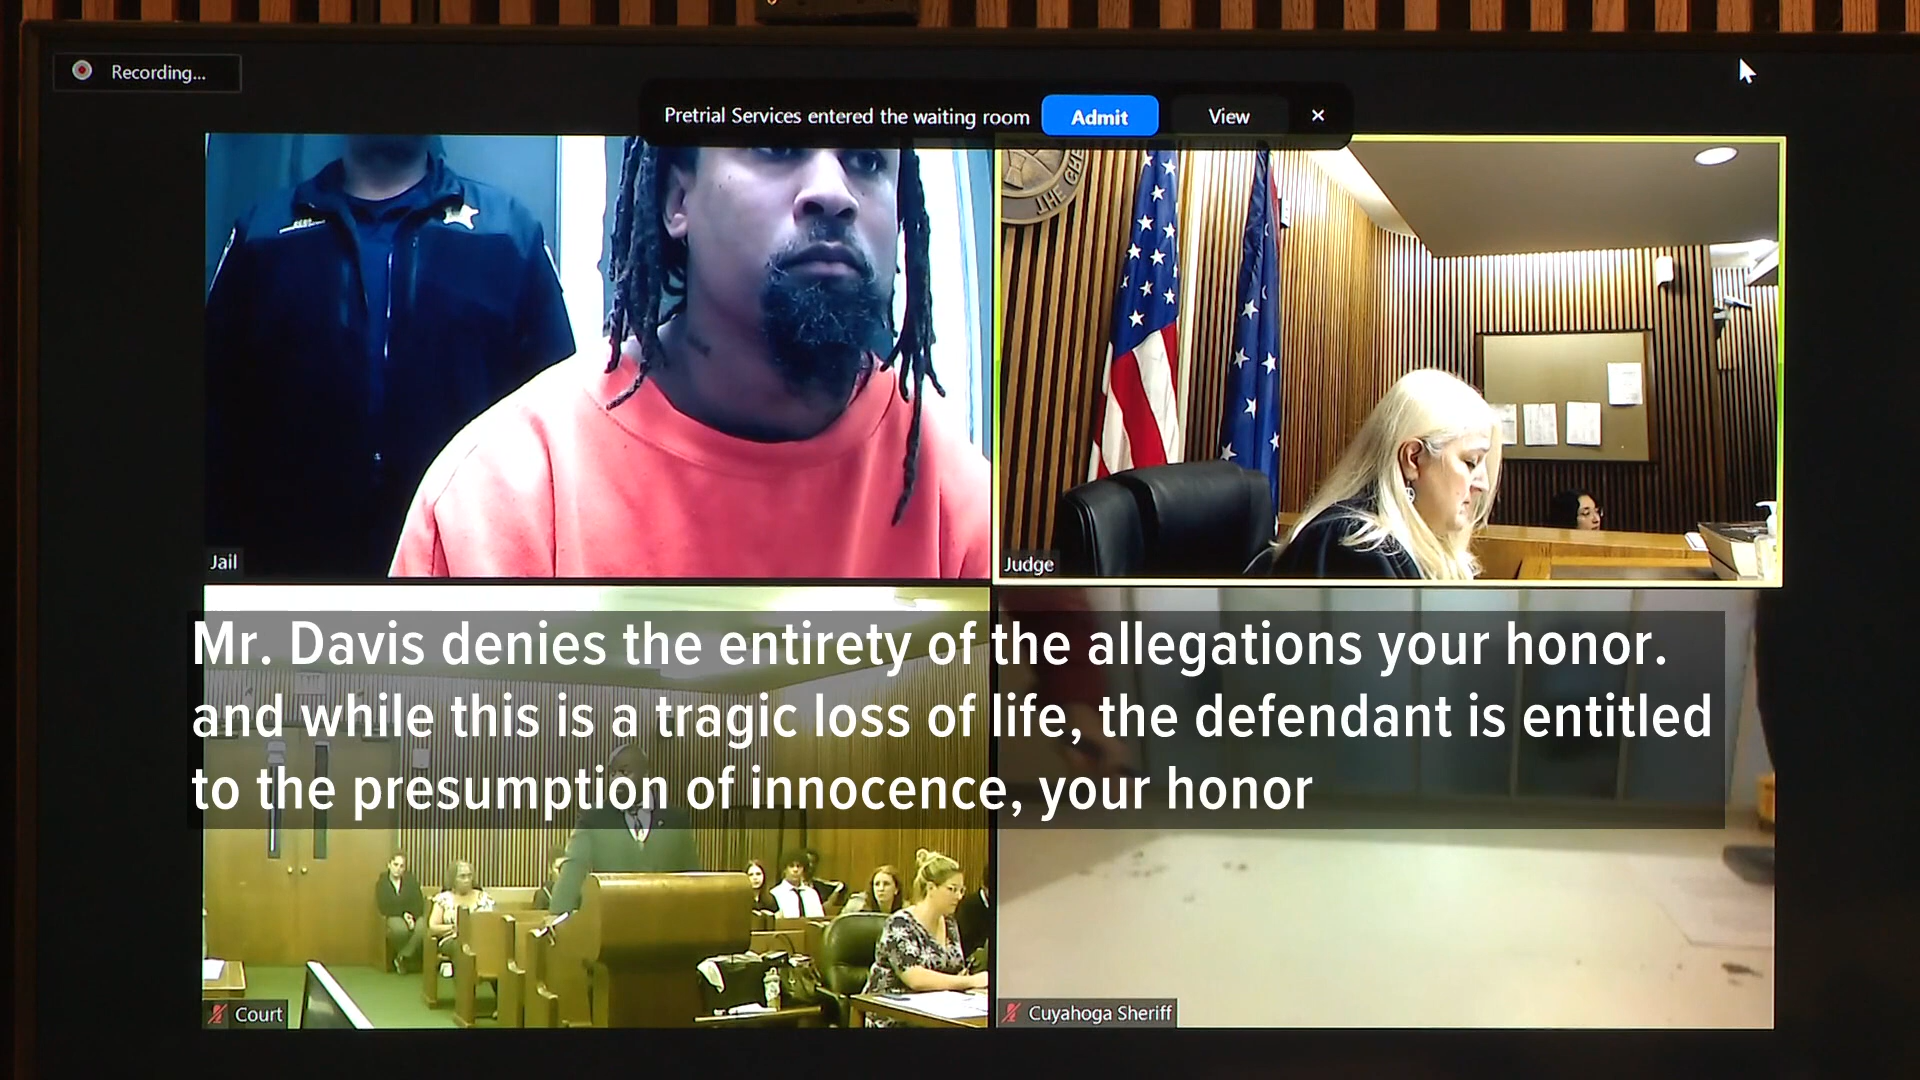 Recording...
Pretrial Services entered the waiting room Admit View ×
THE CHE
Jail
Judge
Mr. Davis denies the entirety of the allegations your honor.
and while this is a tragic loss of life, the defendant is entitled
to the presumption of innocence, your honor
Court
Cuyahoga Sheriff